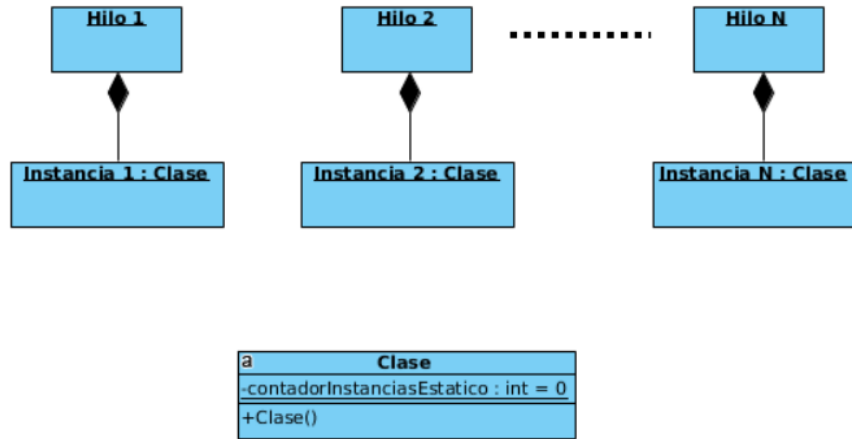 Hilo 1
Hilo 2
Hilo N
Instancia 1 : Clase
Instancia 2 : Clase
Instancia N : Clase
a
Clase
-contadorInstanciasEstatico : int = 0
+Clase()